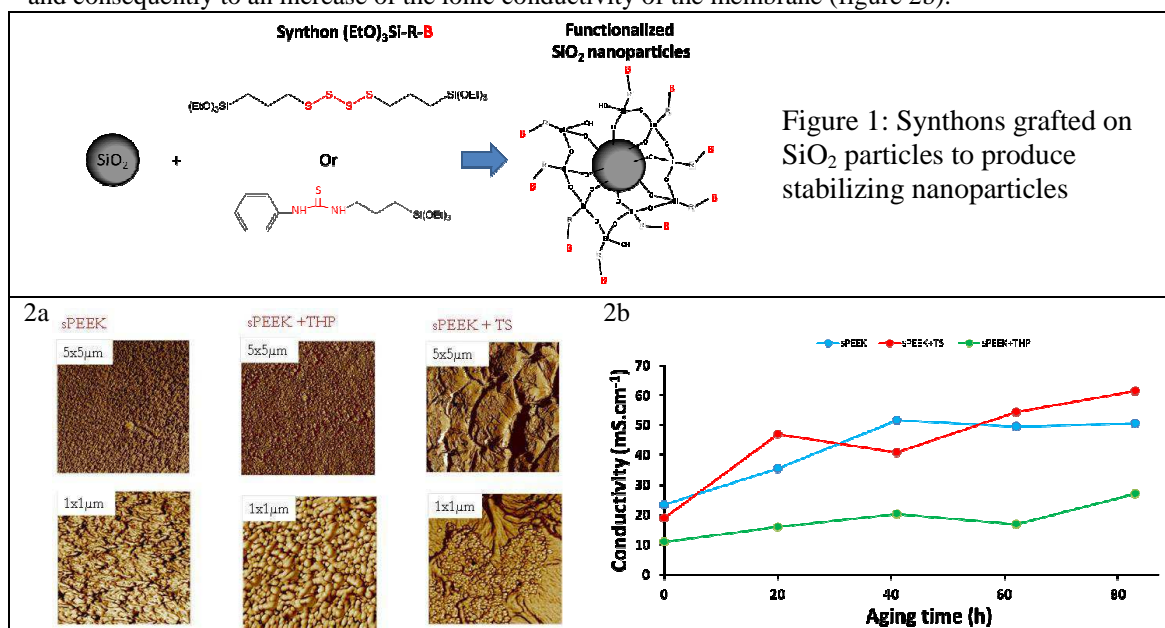 and consequently to an increase of the ionic conductivity of the membrane (figure 2b).
Synthon (EtO)3Si-R-B
Functionalized
SiO2 nanoparticles
(EtO)3Si
S
S
S
S
Si(OEt)3
SiO2
+
Or
S
NH
NH
Si(OEt)3
Figure 1: Synthons grafted on
SiO2 particles to produce
stabilizing nanoparticles
2a
sPEEK
sPEEK +THP
sPEEK + TS
5x5µm
5x5µm
5x5µm
1x1µm
1x1µm
1x1µm
2b
sPEEK
sPEEK+TS
sPEEK+THP
Conductivity (mS.cm-1)
70
60
50
40
30
20
10
0
0
20
40
60
80
Aging time (h)